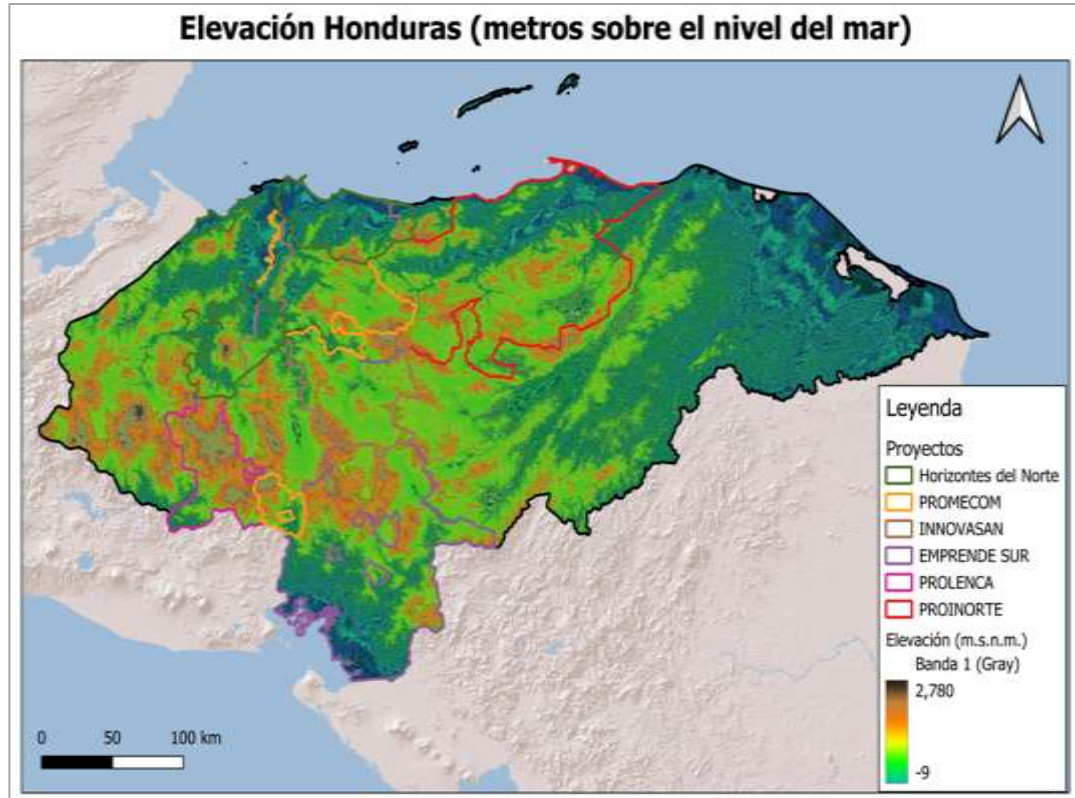 Elevación Honduras (metros sobre el nivel del mar)
Leyenda
Proyectos
Horizontes del Norte
PROMECOM
INNOVASAN
EMPRENDE SUR
PROLENCA
PROINORTE
Elevación (m.s.n.m.)
Banda 1 (Gray)
2,780
-9
0 50 100 km